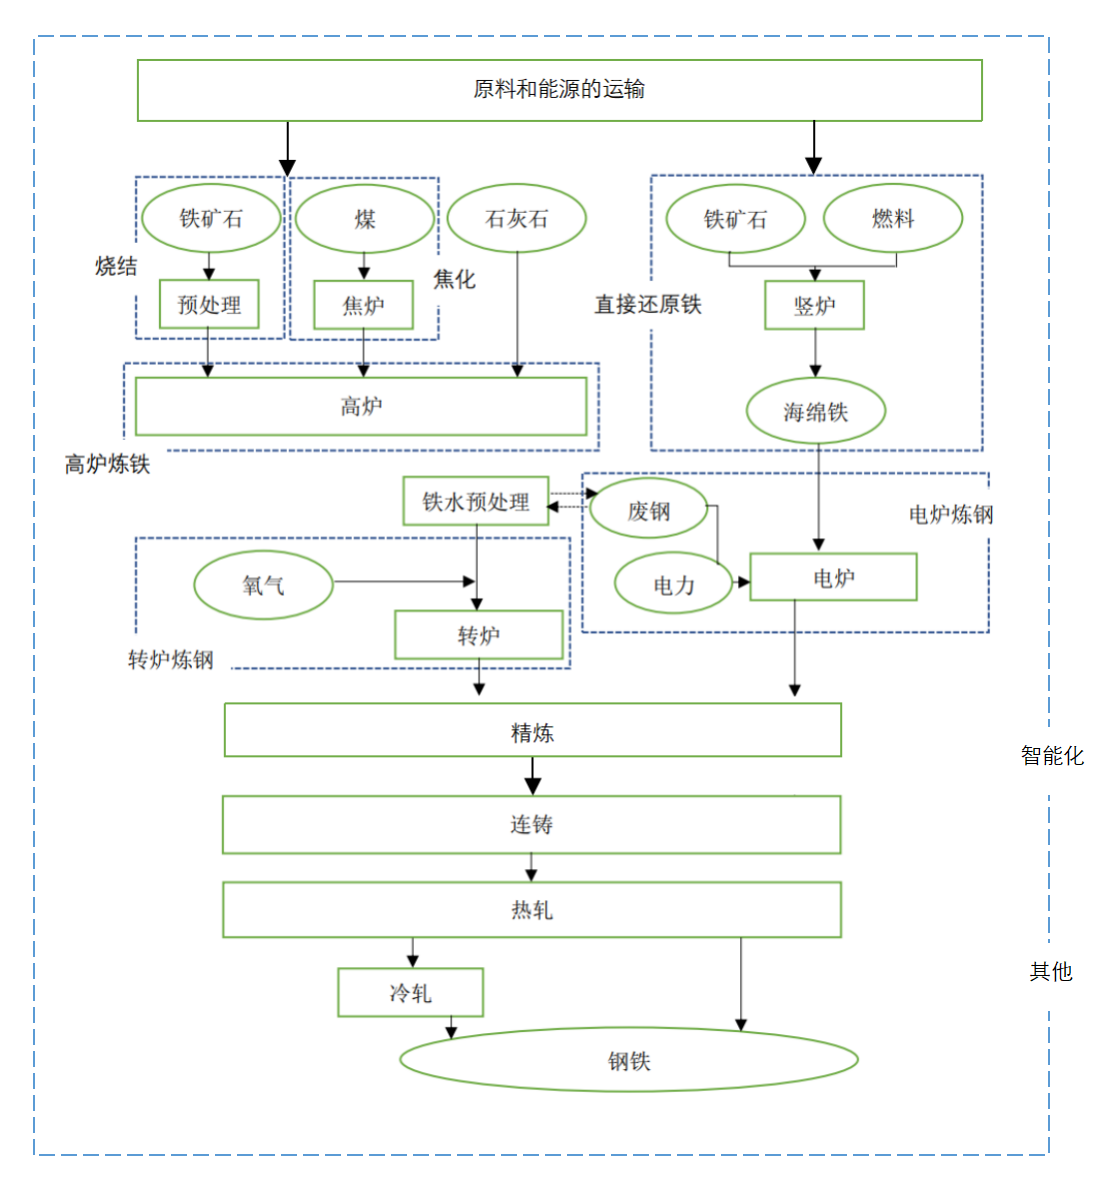 原料和能源的运输
铁矿石
煤
石灰石
铁矿石
燃料
烧结
焦化
预处理
焦炉
直接还原铁
竖炉
高炉
海绵铁
高炉炼铁
铁水预处理
废钢
电炉炼钢
氧气
电力
电炉
转炉
转炉炼钢
精炼
智能化
连铸
热轧
其他
冷轧
钢铁